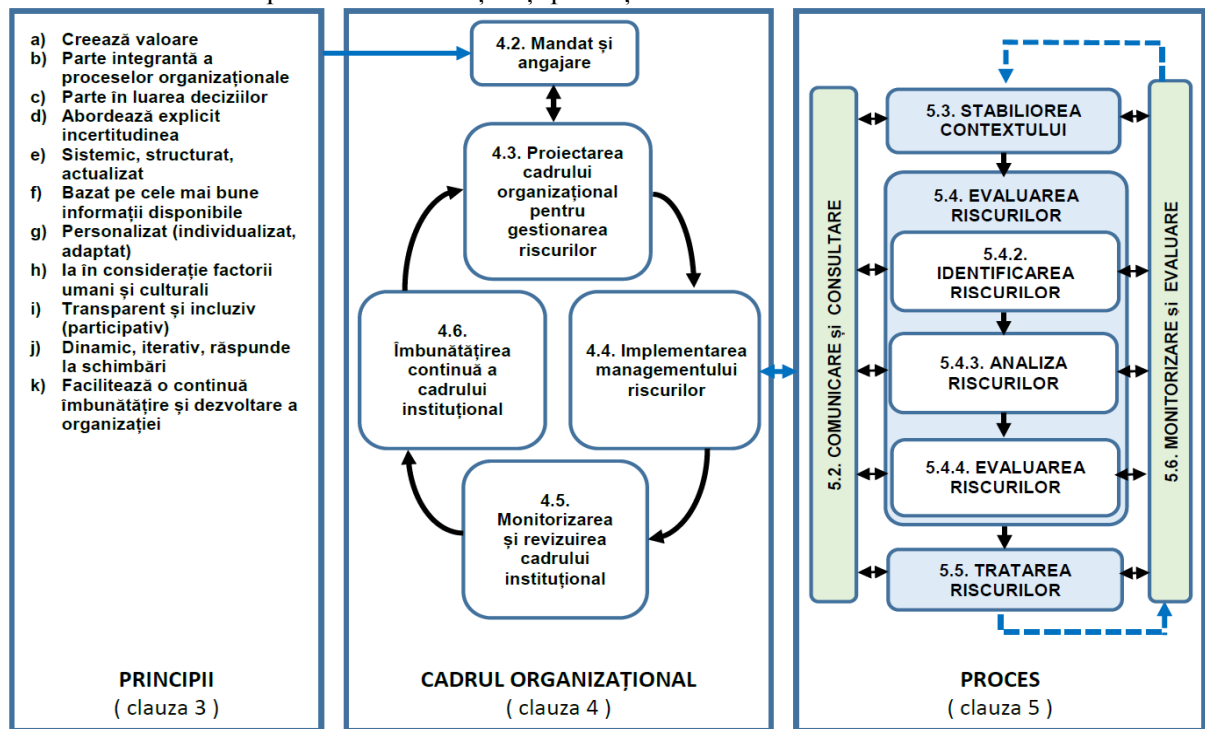 a) Creează valoare
b) Parte integrantă a
proceselor organizaționale
c) Parte în luarea deciziilor
d) Abordează explicit
incertitudinea
e) Sistemic, structurat,
actualizat
f) Bazat pe cele mai bune
informații disponibile
g) Personalizat (individualizat,
adaptat)
h) Ia în considerație factorii
umani și culturali
i) Transparent și incluziv
(participativ)
j) Dinamic, iterativ, răspunde
la schimbări
k) Facilitează o continuă
îmbunătățire și dezvoltare a
organizației
PRINCIPII
( clauza 3 )
4.2. Mandat și
angajare
4.3. Proiectarea
cadrului
organizațional
pentru
gestionarea
riscurilor
4.6.
Îmbunătățirea
continuă a
cadrului
instituțional
4.4. Implementarea
managementului
riscurilor
4.5.
Monitorizarea
și revizuirea
cadrului
instituțional
CADRUL ORGANIZAȚIONAL
( clauza 4 )
5.2. COMUNICARE și CONSULTARE
5.3. STABILIOREA
CONTEXTULUI
5.4. EVALUAREA
RISCURILOR
5.4.2.
IDENTIFICAREA
RISCURILOR
5.4.3. ANALIZA
RISCURILOR
5.4.4. EVALUAREA
RISCURILOR
5.5. TRATAREA
RISCURILOR
5.6. MONITORIZARE și EVALUARE
PROCES
( clauza 5 )